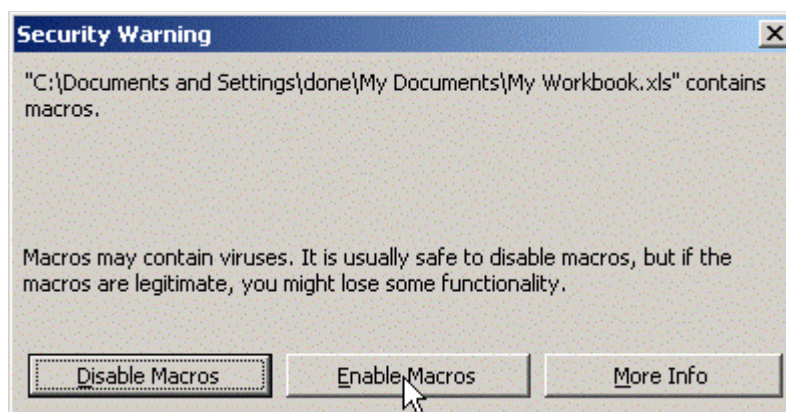 Security Warning
"C:\Documents and Settings\done\My Documents\My Workbook.xls" contains
macros.
Macros may contain viruses. It is usually safe to disable macros, but if the
macros are legitimate, you might lose some functionality.
Disable Macros Enable Macros More Info